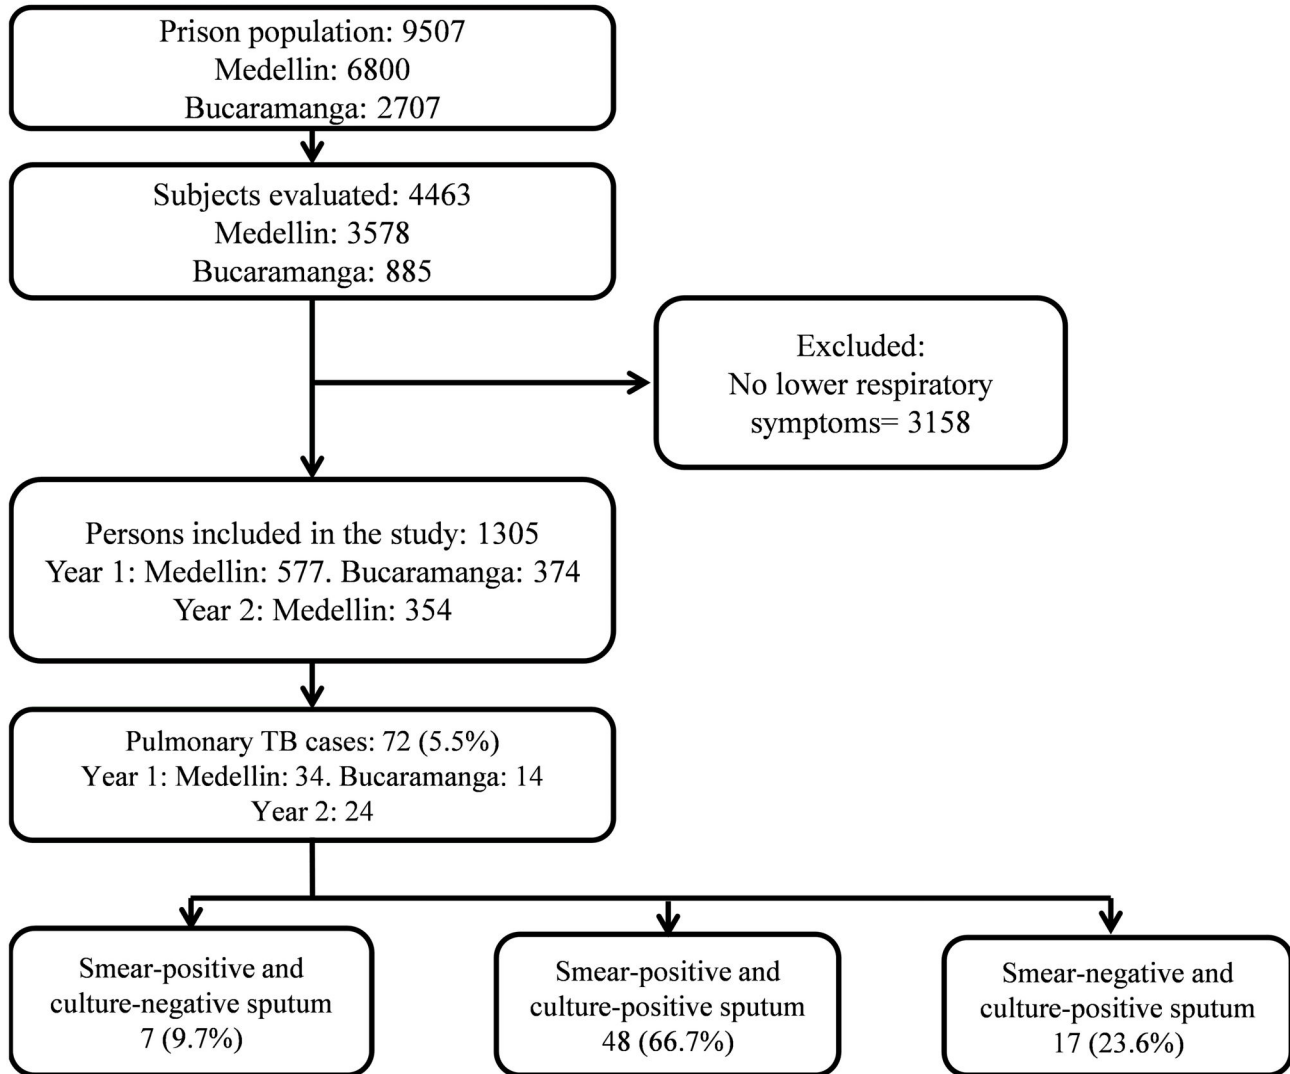 Prison population: 9507
Medellin: 6800
Bucaramanga: 2707
Subjects evaluated: 4463
Medellin: 3578
Bucaramanga: 885
Excluded:
No lower respiratory
symptoms= 3158
Persons included in the study: 1305
Year 1: Medellin: 577. Bucaramanga: 374
Year 2: Medellin: 354
Pulmonary TB cases: 72 (5.5%)
Year 1: Medellin: 34. Bucaramanga: 14
Year 2: 24
Smear-positive and
culture-negative sputum
7 (9.7%)
Smear-positive and
culture-positive sputum
48 (66.7%)
Smear-negative and
culture-positive sputum
17 (23.6%)